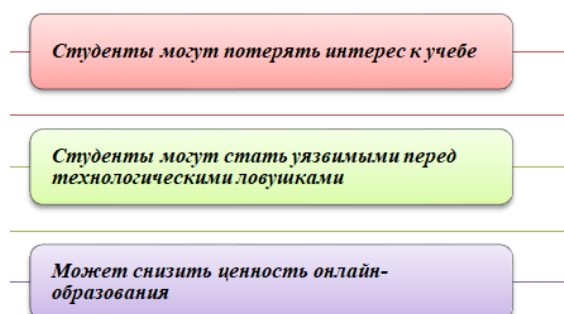 Студенты могут потерять интерес к учебе
Студенты могут стать уязвимыми перед
технологическими ловушками
Может снизить ценность онлайн-
образования